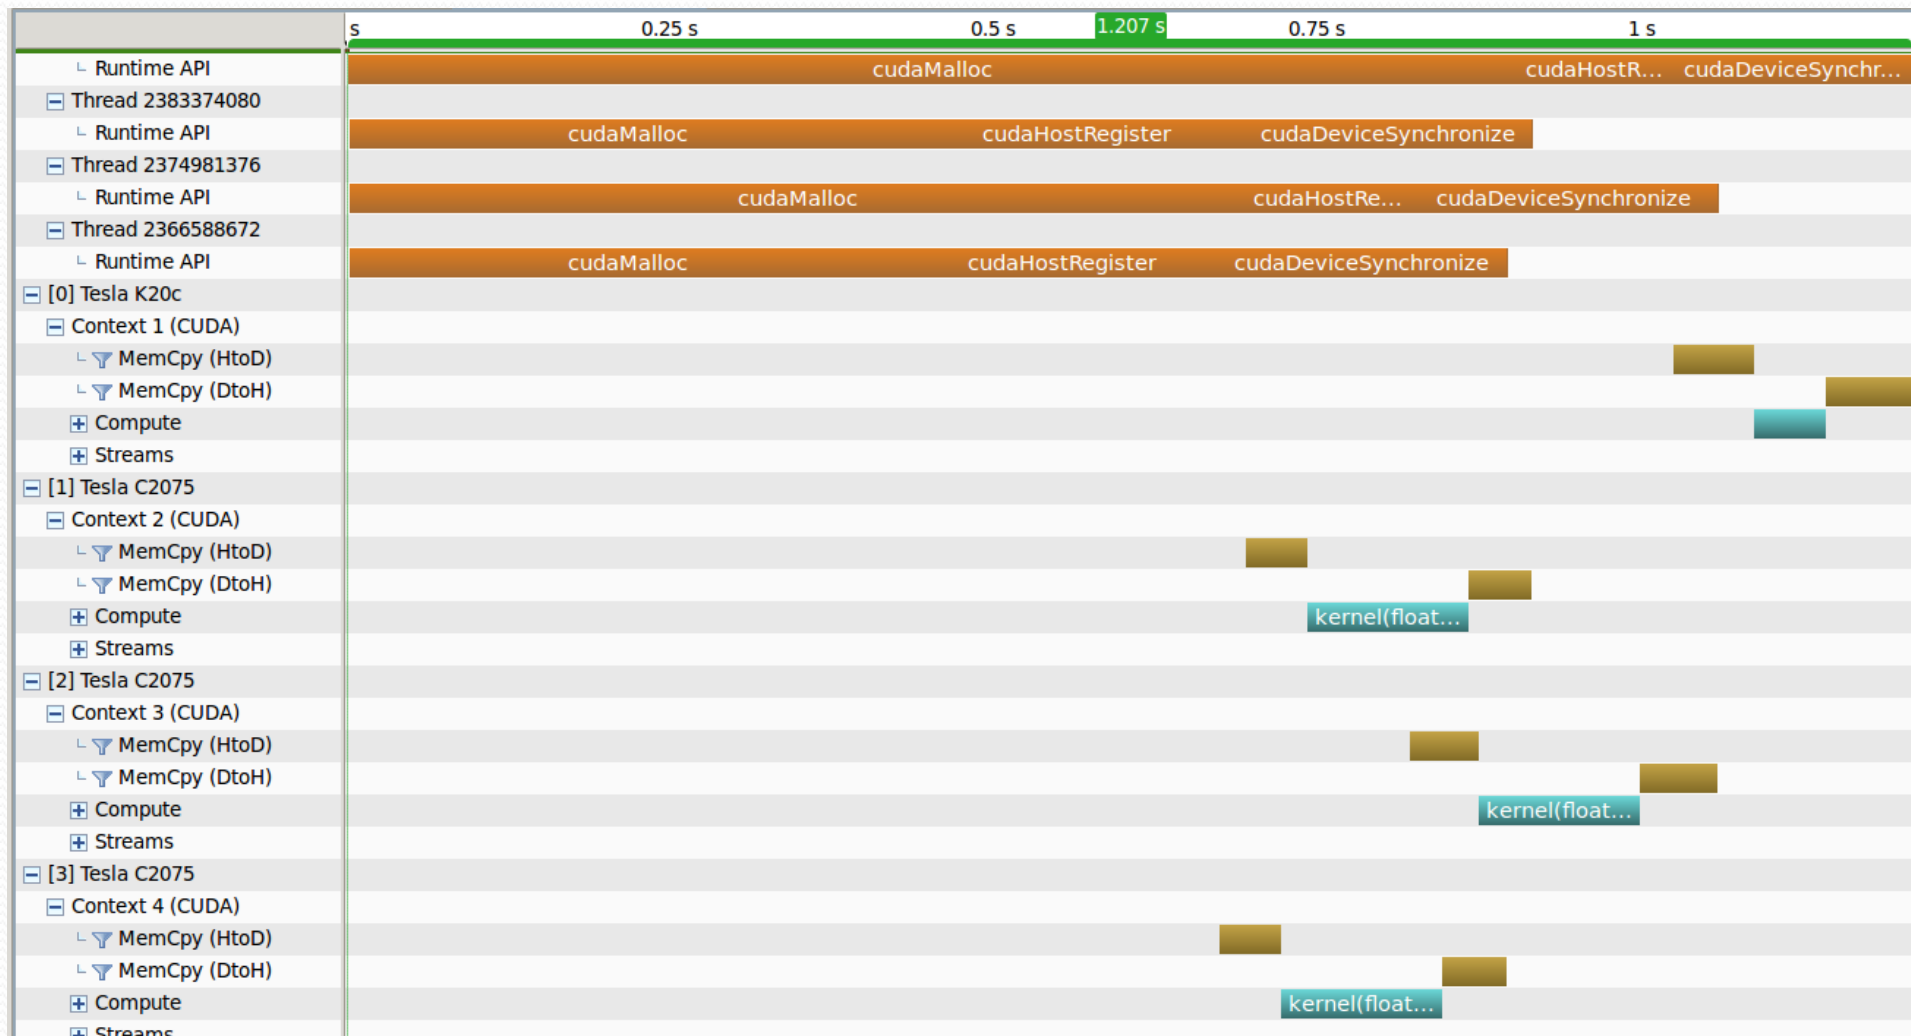 s 0.25 s 0.5 s 1.207 s 0.75 s 1 s
Runtime API cudaMalloc cudaHostR... cudaDeviceSynchr...
Thread 2383374080
Runtime API cudaMalloc cudaHostRegister cudaDeviceSynchronize
Thread 2374981376
Runtime API cudaMalloc cudaHostRe... cudaDeviceSynchronize
Thread 2366588672
Runtime API cudaMalloc cudaHostRegister cudaDeviceSynchronize
[0] Tesla K20c
Context 1 (CUDA)
MemCpy (HtoD)
MemCpy (DtoH)
Compute
Streams
[1] Tesla C2075
Context 2 (CUDA)
MemCpy (HtoD)
MemCpy (DtoH)
Compute kernel(float...
Streams
[2] Tesla C2075
Context 3 (CUDA)
MemCpy (HtoD)
MemCpy (DtoH)
Compute kernel(float...
Streams
[3] Tesla C2075
Context 4 (CUDA)
MemCpy (HtoD)
MemCpy (DtoH)
Compute kernel(float...
Streams